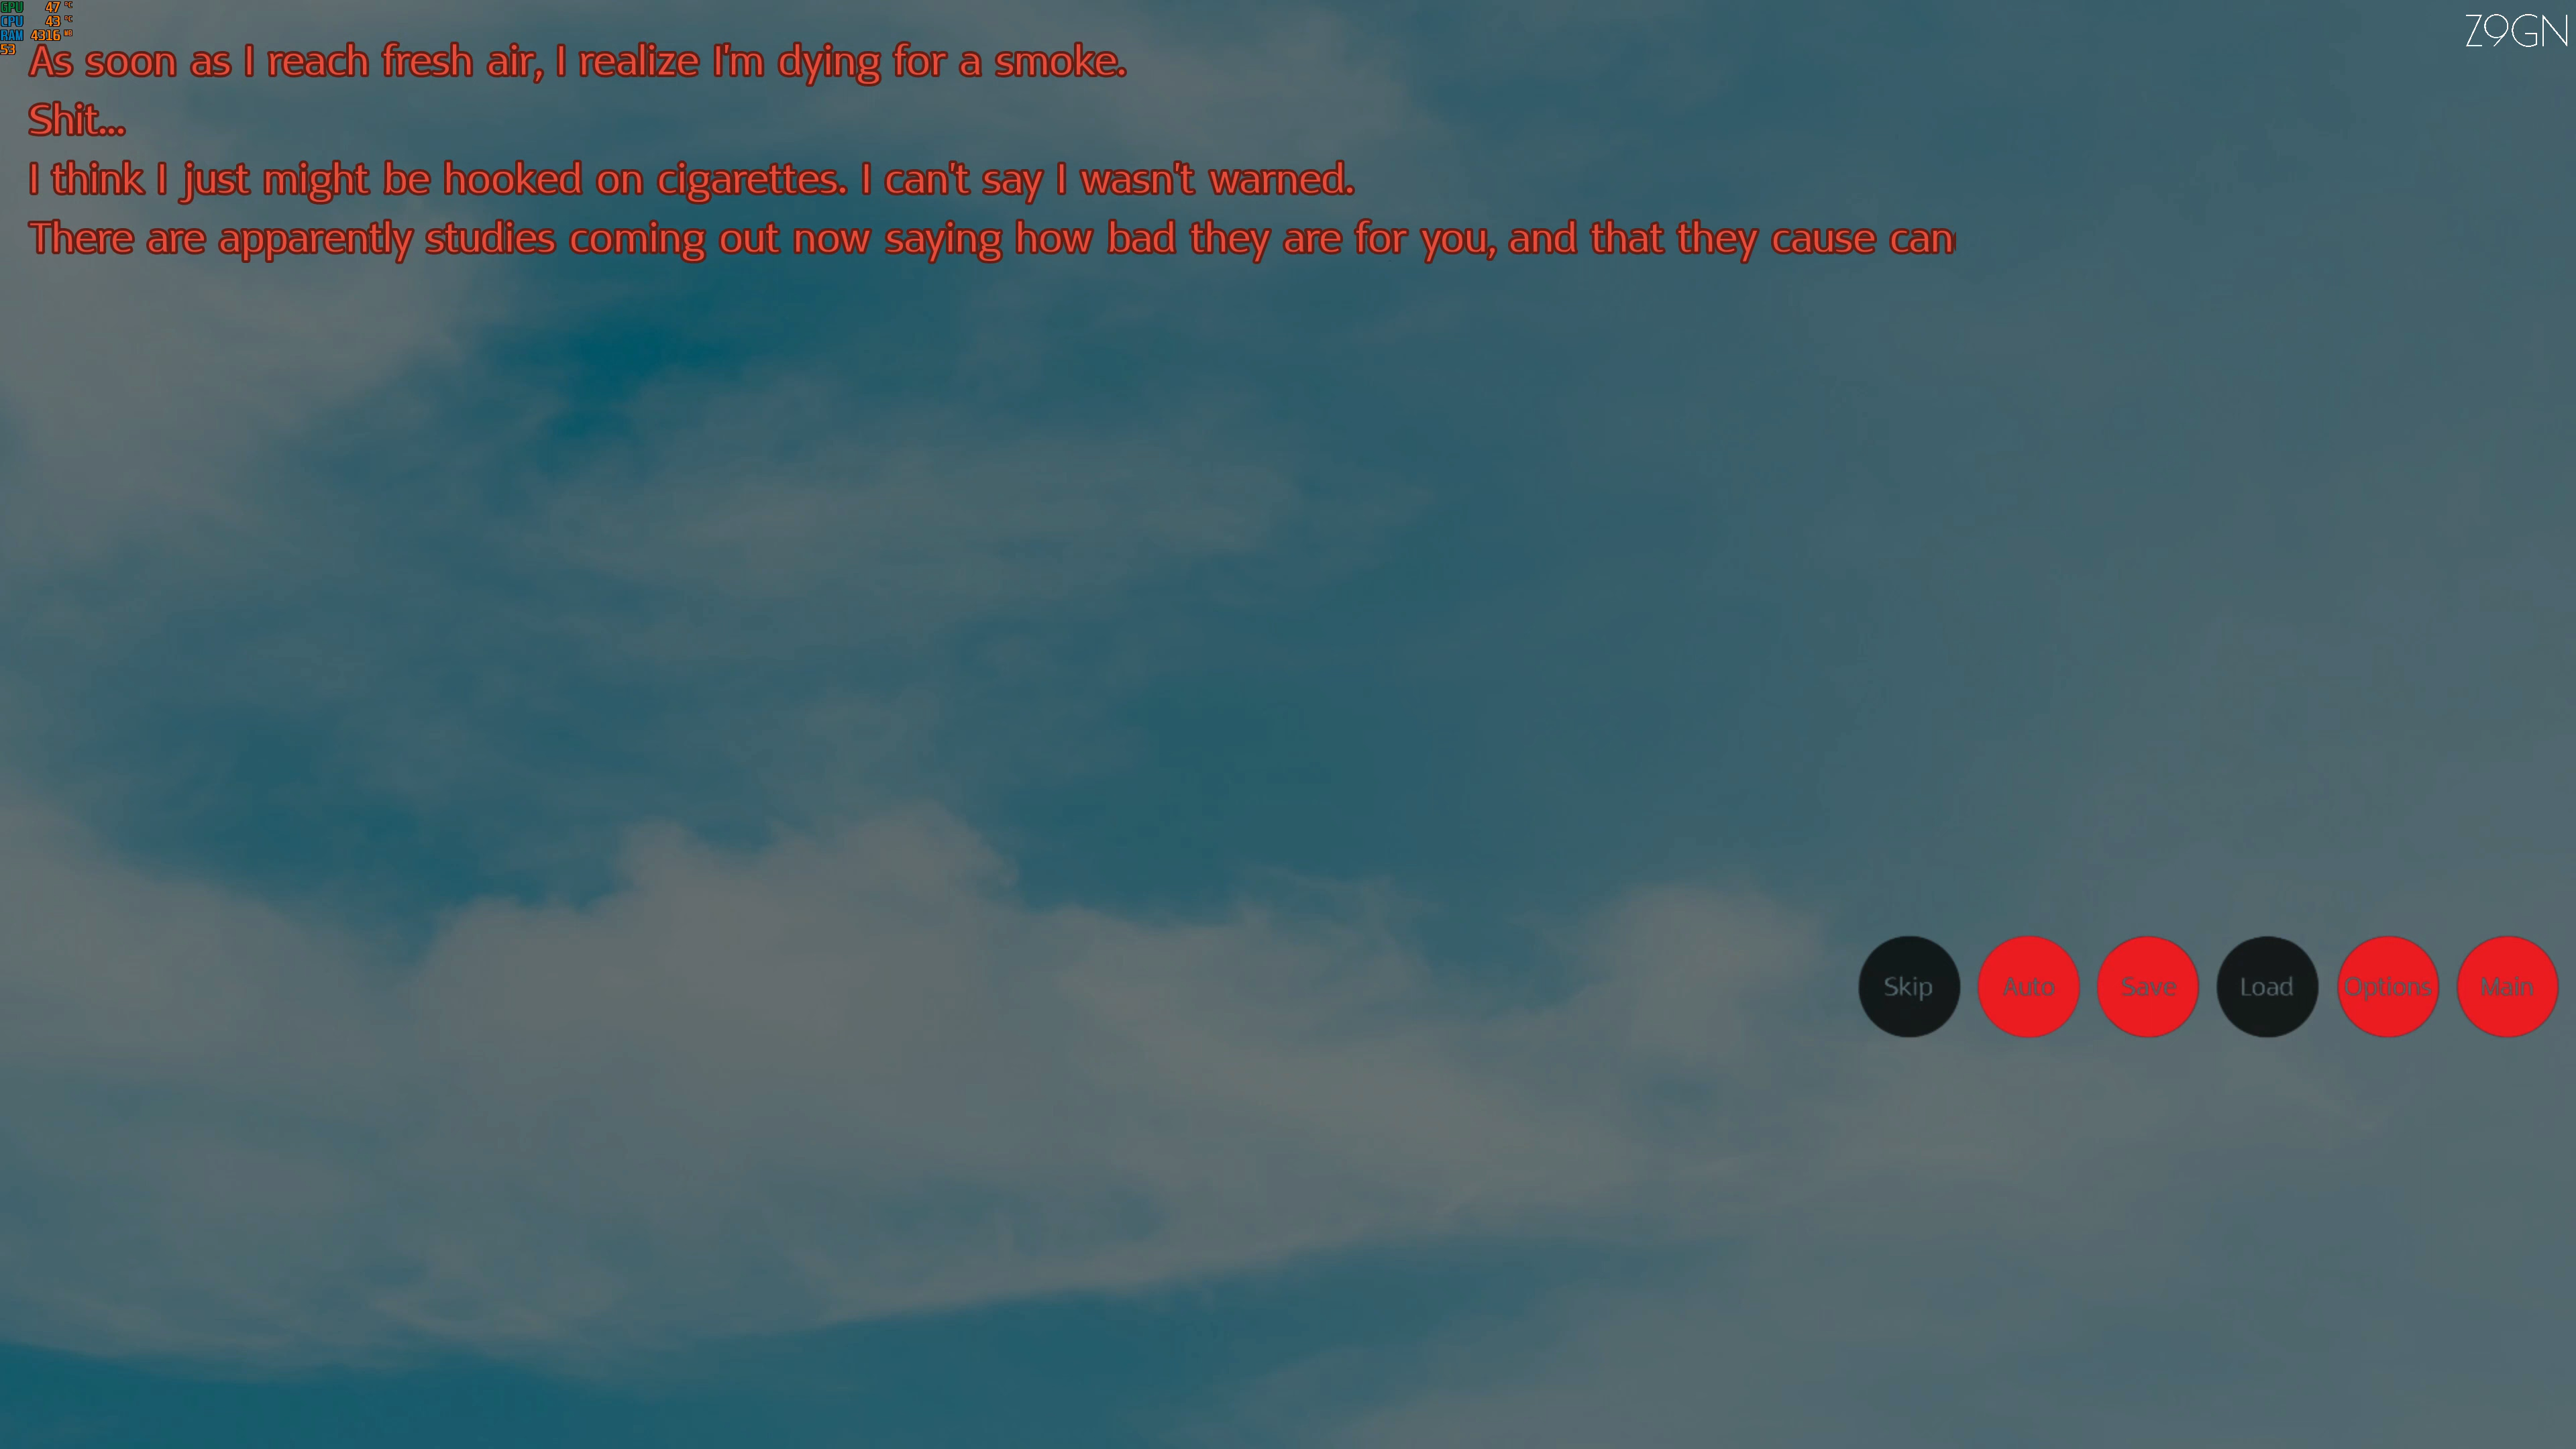 GPU 47 °C
CPU 43 °C
RAM 4316 MB
53
Z9GN
As soon as I reach fresh air, I realize I'm dying for a smoke.
Shit...
I think I just might be hooked on cigarettes. I can't say I wasn't warned.
There are apparently studies coming out now saying how bad they are for you, and that they cause can
Skip Auto Save Load Options Main